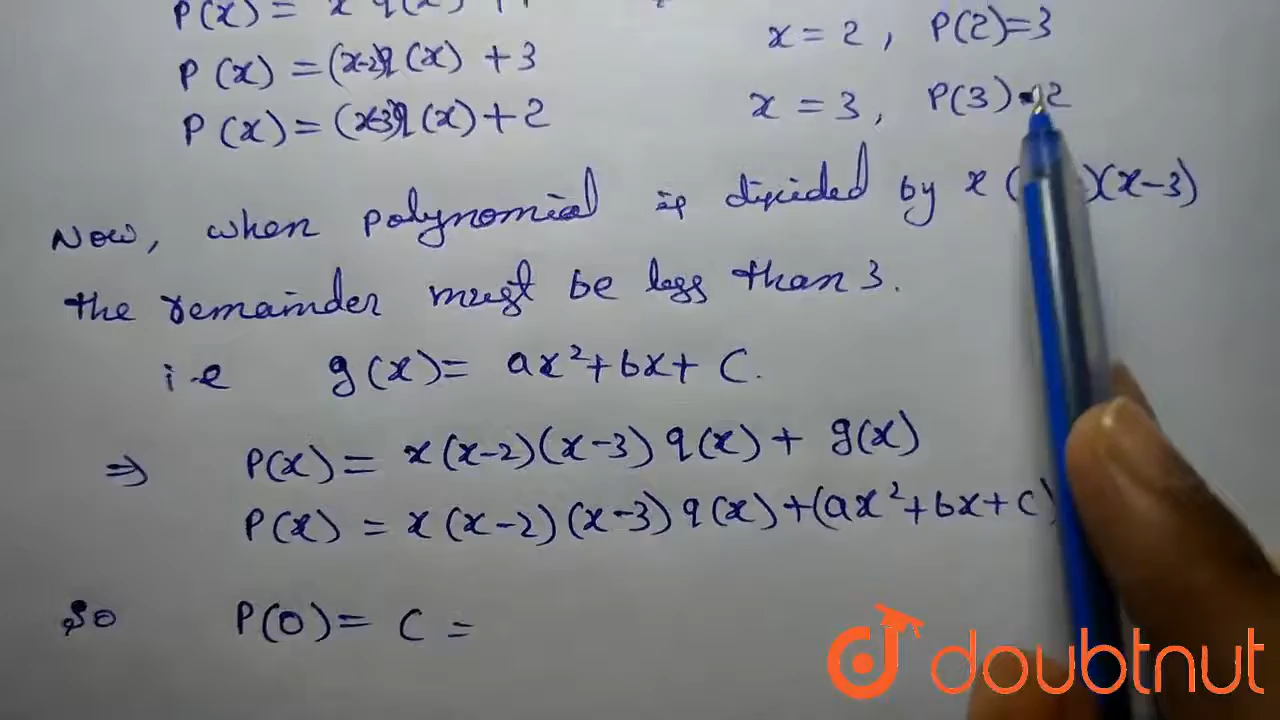 P(x) = x q(x)
x = 2, P(2)=3
P(x) = (x-2)q(x) + 3
x = 3, P(3) 2
P(x) = (x-3)q(x) + 2
Now, when polynomial is divided by x ( )(x-3)
the remainder must be less than 3.
i.e g(x) = ax²+bx+c.
⇒ P(x) = x(x-2)(x-3) q(x) + g(x)
P(x) = x(x-2)(x-3) q(x)+(ax²+bx+c)
So P(0) = C =
doubtnut